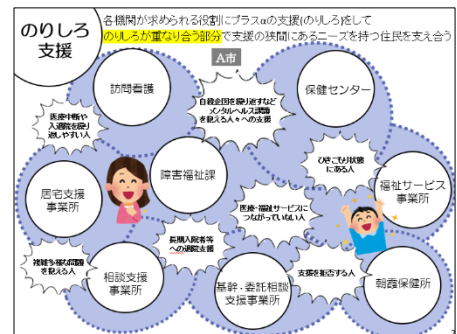 のりしろ
支援
各機関が求められる役割にプラスαの支援(のりしろ)をして
のりしろが重なり合う部分で支援の狭間にあるニーズを持つ住民を支え合う
A市
訪問看護
自殺企図を繰り返すなど
メンタルヘルス課題
を抱える人々への支援
保健センター
医療中断や
入退院を繰り
返しやすい人
障害福祉課
ひきこもり状態
にある人
居宅支援
事業所
福祉サービス
事業所
医療・福祉サービスに
つながっていない人
長期入院者等
への退院支援
複雑多様な問題
を抱える人
支援を拒否する人
相談支援
事業所
基幹・委託相談
支援事業所
朝霞保健所